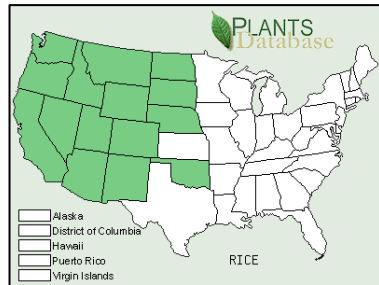 PLANTS
Database
Alaska
District of Columbia
Hawaii
Puerto Rico
Virgin Islands
RICE